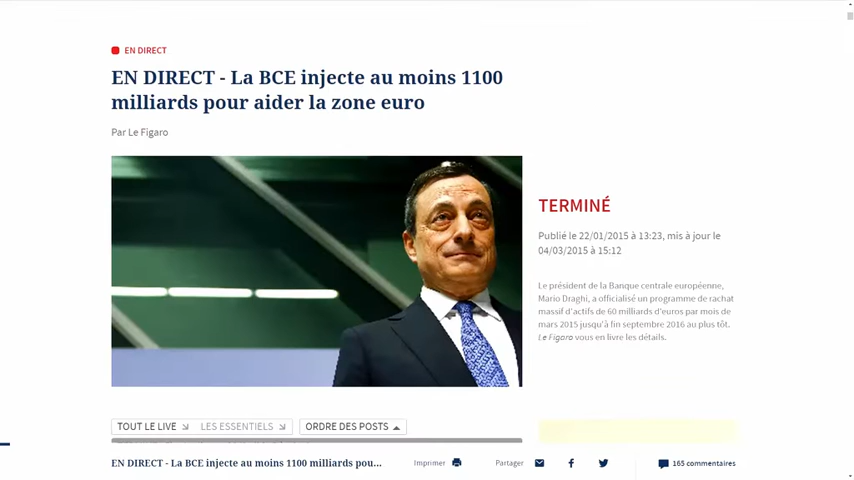 EN DIRECT
EN DIRECT - La BCE injecte au moins 1100
milliards pour aider la zone euro
Par Le Figaro
TERMINÉ
Publié le 22/01/2015 à 13:23, mis à jour le
04/03/2015 à 15:12
Le président de la Banque centrale européenne,
Mario Draghi, a officialisé un programme de rachat
massif d'actifs de 60 milliards d'euros par mois de
mars 2015 jusqu'à fin septembre 2016 au plus tôt.
Le Figaro vous en livre les détails.
TOUT LE LIVE LES ESSENTIELS ORDRE DES POSTS
EN DIRECT - La BCE injecte au moins 1100 milliards pou... Imprimer Partager 165 commentaires